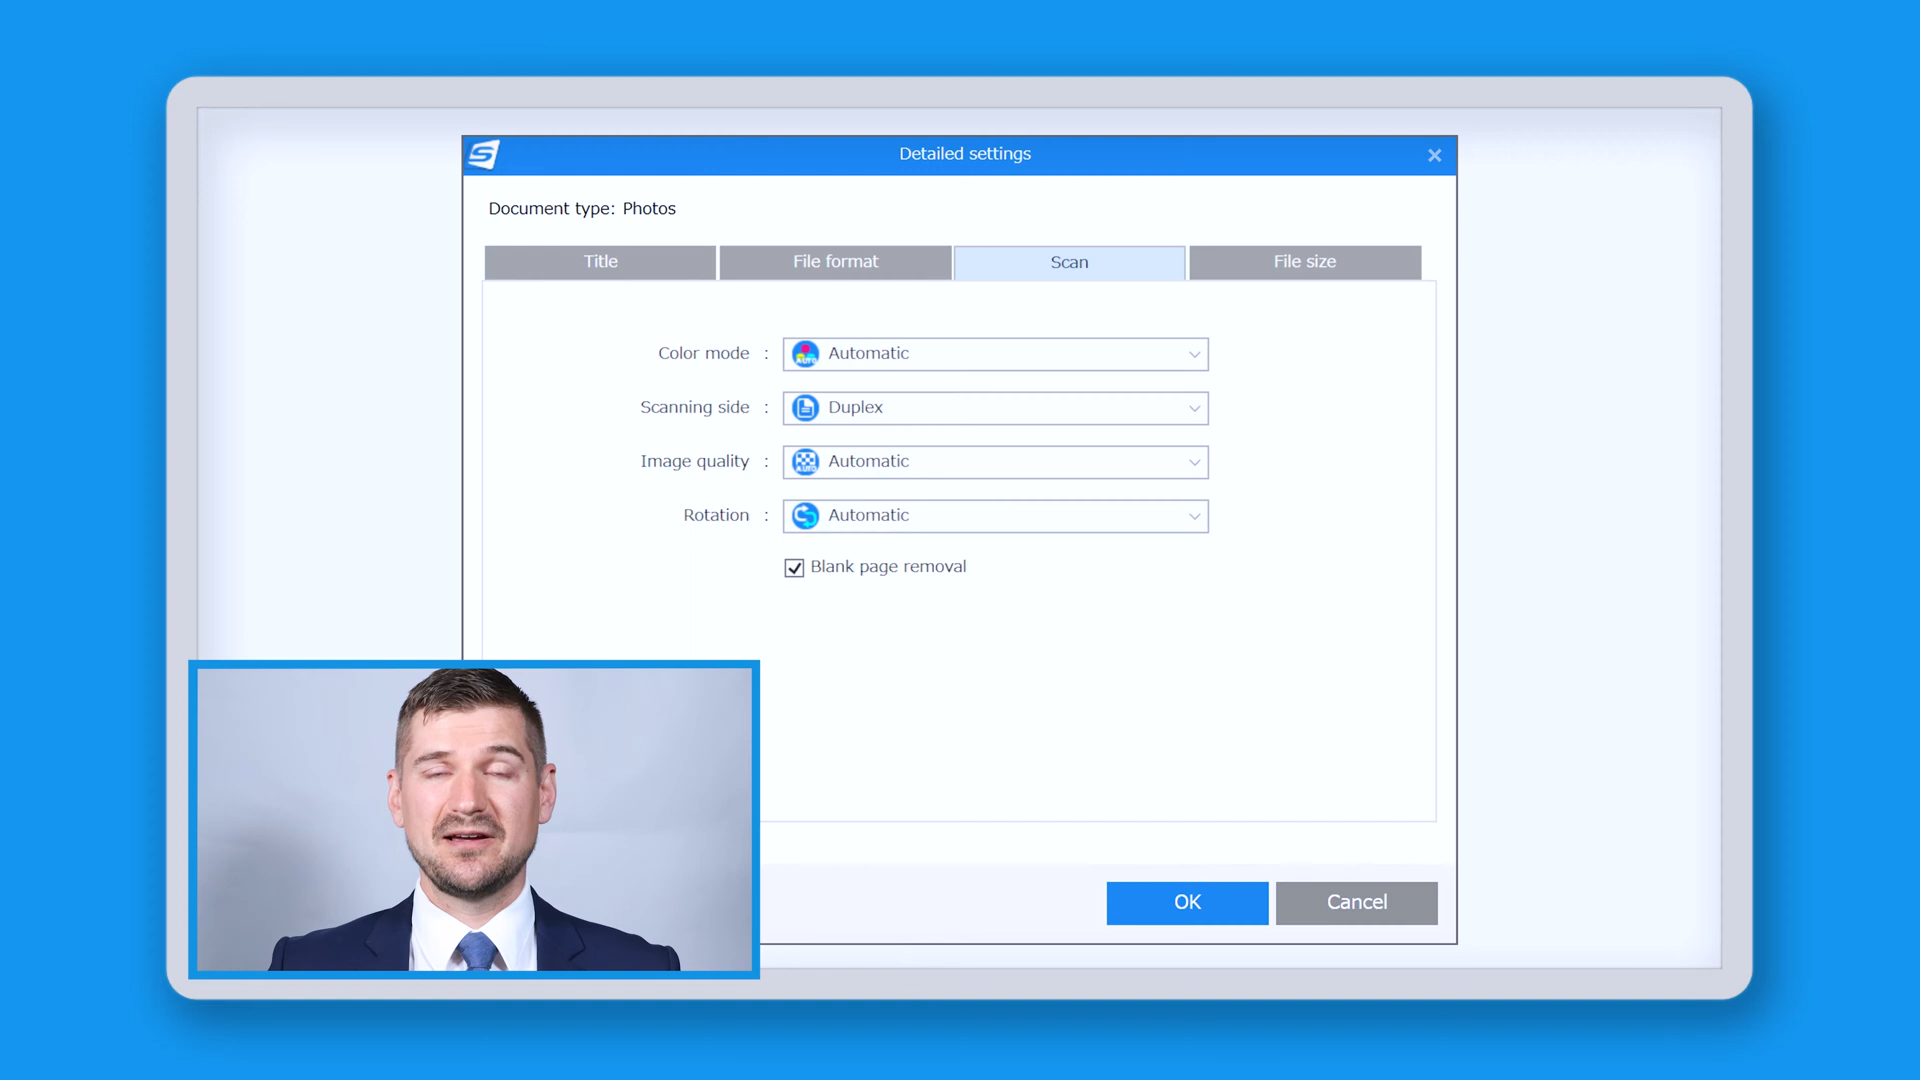 Detailed settings
Document type: Photos
Title
File format
Scan
File size
Color mode : Automatic
Scanning side : Duplex
Image quality : Automatic
Rotation : Automatic
Blank page removal
OK
Cancel